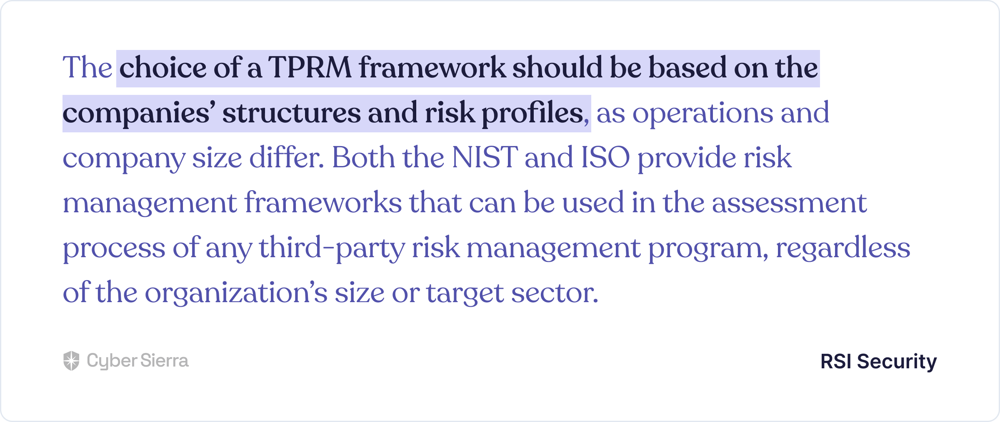 The choice of a TPRM framework should be based on the
companies’ structures and risk profiles, as operations and
company size differ. Both the NIST and ISO provide risk
management frameworks that can be used in the assessment
process of any third-party risk management program, regardless
of the organization’s size or target sector.
Cyber Sierra
RSI Security